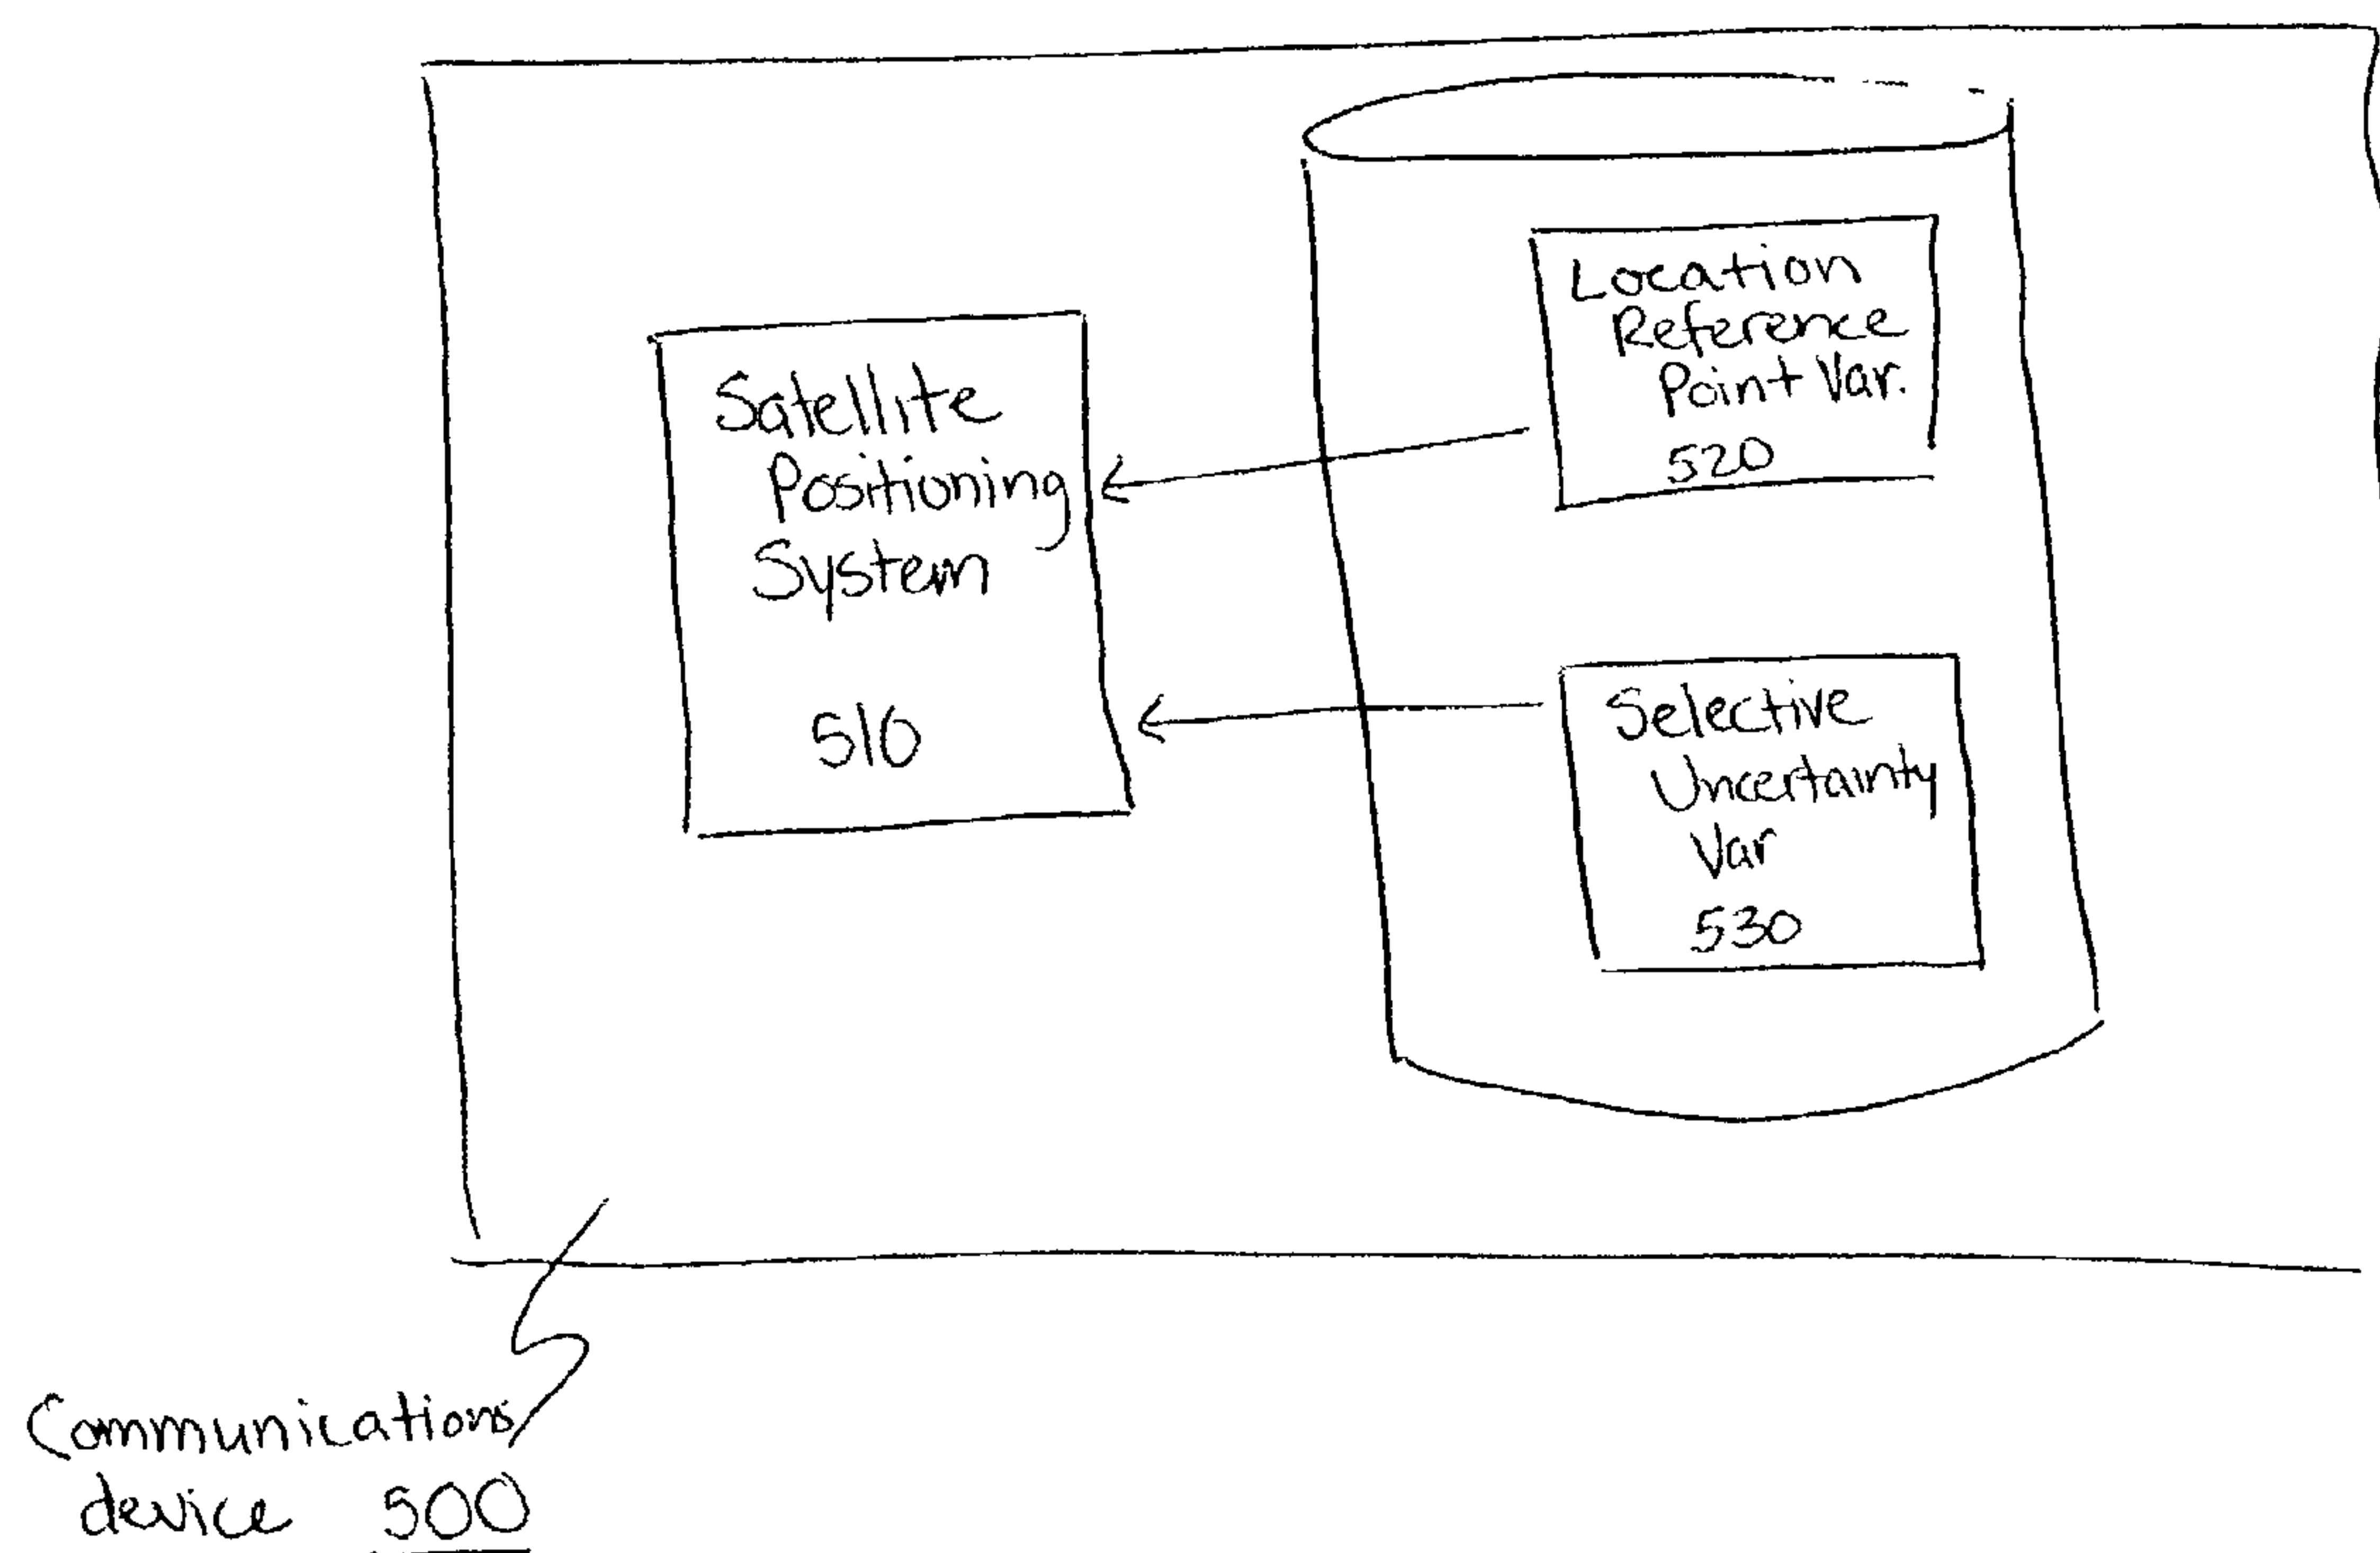 Location
Reference
Point Var.
520
Satellite
Positioning
System
510
Selective
Uncertainty
Var
530
Communications
device 500